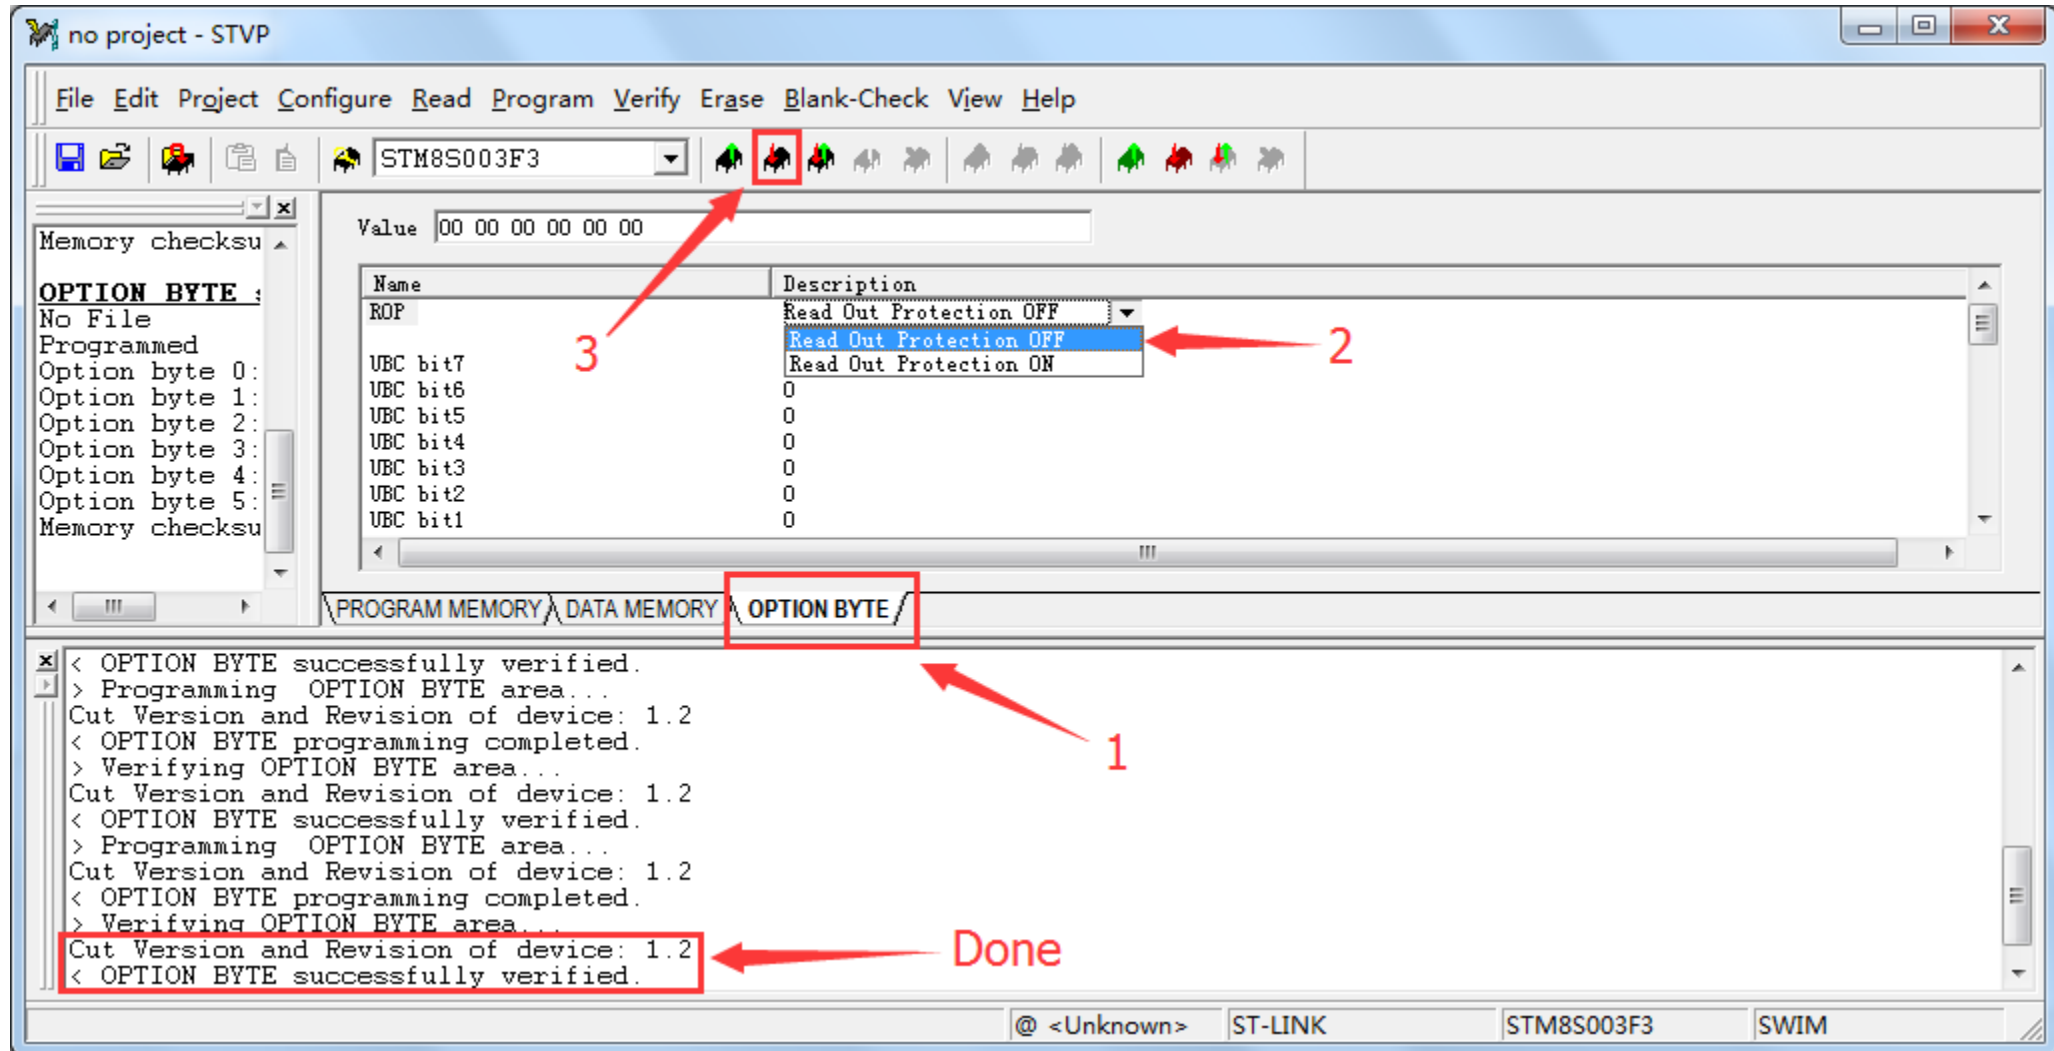 no project - STVP
File Edit Project Configure Read Program Verify Erase Blank-Check View Help
STM8S003F3
Memory checksu
OPTION BYTE
No File
Programmed
Option byte 0:
Option byte 1:
Option byte 2:
Option byte 3:
Option byte 4:
Option byte 5:
Memory checksu
Value 00 00 00 00 00 00
Name Description
ROP Read Out Protection OFF
Read Out Protection OFF
2
UBC bit7 Read Out Protection ON
3
UBC bit6 0
UBC bit5 0
UBC bit4 0
UBC bit3 0
UBC bit2 0
UBC bit1 0
PROGRAM MEMORY DATA MEMORY OPTION BYTE
1
< OPTION BYTE successfully verified.
> Programming OPTION BYTE area...
Cut Version and Revision of device: 1.2
< OPTION BYTE programming completed.
> Verifying OPTION BYTE area...
Cut Version and Revision of device: 1.2
< OPTION BYTE successfully verified.
> Programming OPTION BYTE area...
Cut Version and Revision of device: 1.2
< OPTION BYTE programming completed.
> Verifying OPTION BYTE area...
Cut Version and Revision of device: 1.2
Done
< OPTION BYTE successfully verified.
@ <Unknown> ST-LINK STM8S003F3 SWIM